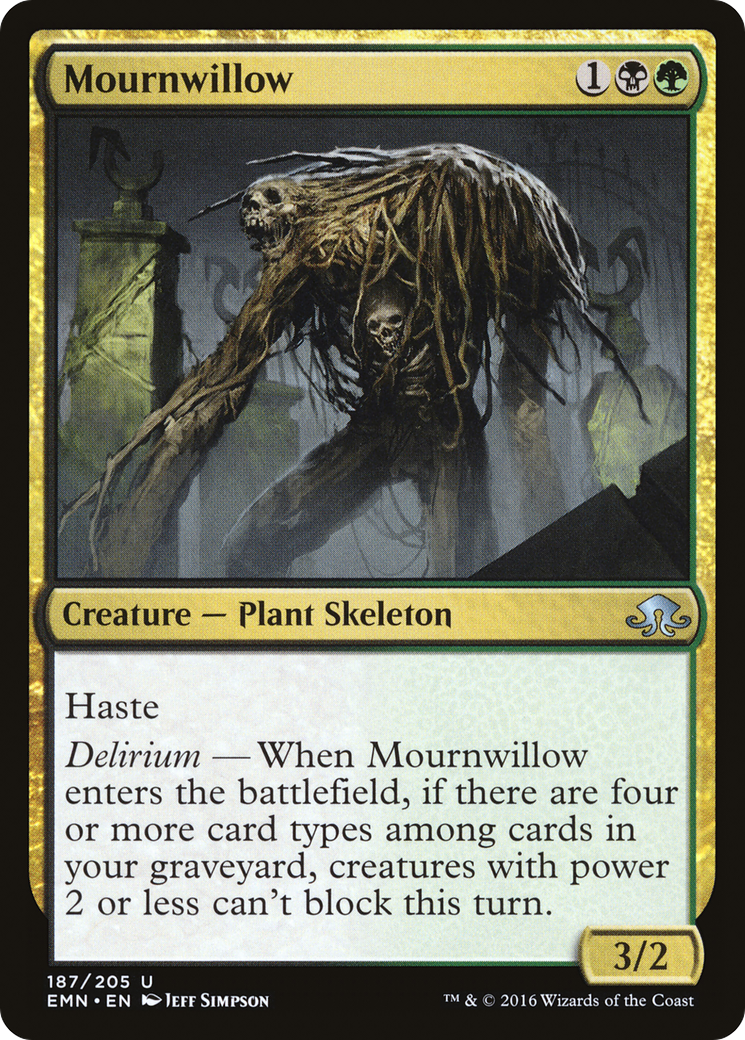 Mournwillow 1
Creature — Plant Skeleton
Haste
Delirium — When Mournwillow
enters the battlefield, if there are four
or more card types among cards in
your graveyard, creatures with power
2 or less can't block this turn.
3/2
187/205 U
EMN • EN Jeff Simpson ™ & © 2016 Wizards of the Coast